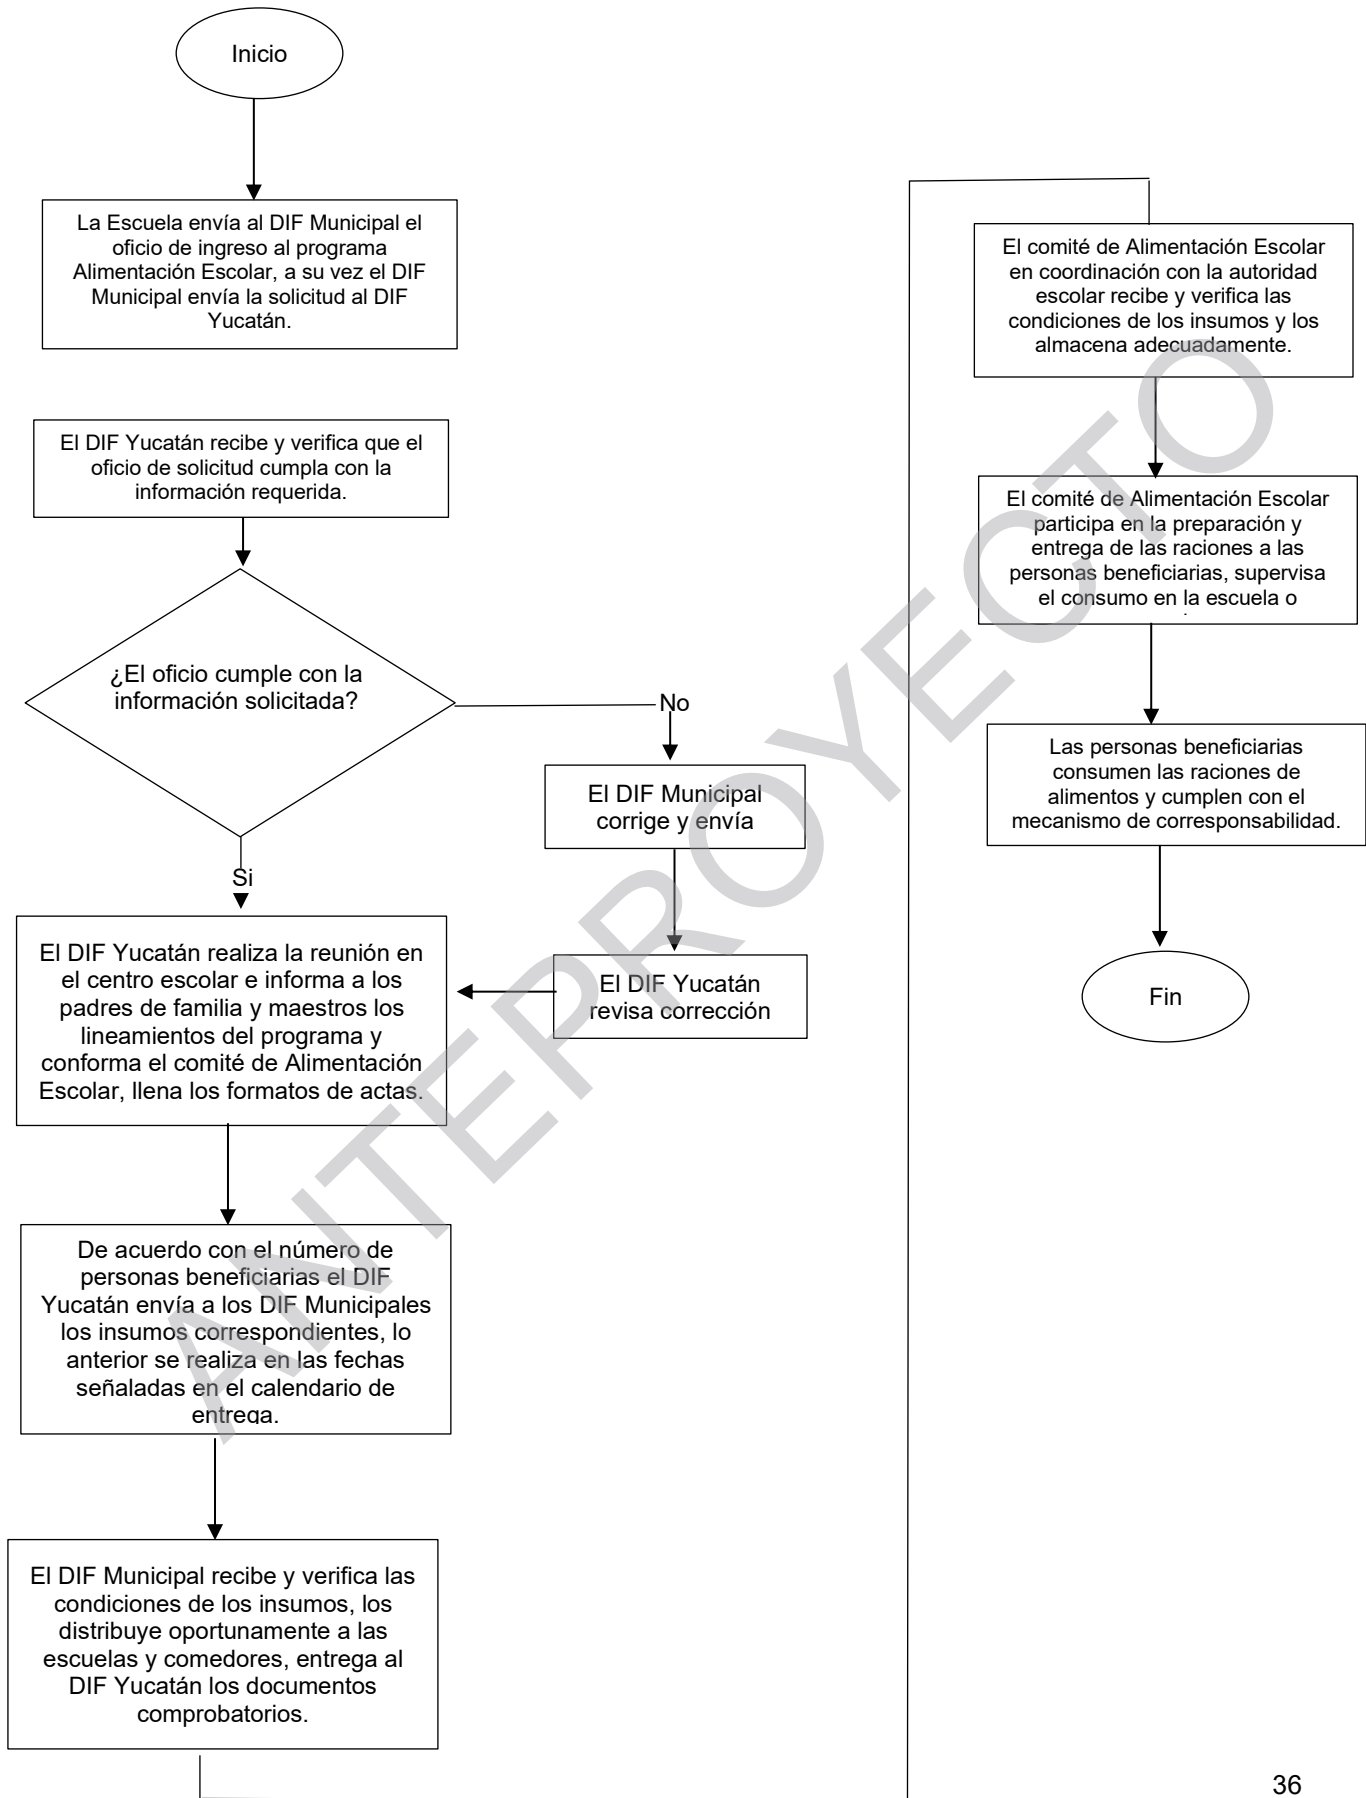 Inicio
La Escuela envía al DIF Municipal el
oficio de ingreso al programa
Alimentación Escolar, a su vez el DIF
Municipal envía la solicitud al DIF
Yucatán.
El DIF Yucatán recibe y verifica que el
oficio de solicitud cumpla con la
información requerida.
¿El oficio cumple con la
información solicitada?
No
El DIF Municipal
corrige y envía
Si
El DIF Yucatán
revisa corrección
El DIF Yucatán realiza la reunión en
el centro escolar e informa a los
padres de familia y maestros los
lineamientos del programa y
conforma el comité de Alimentación
Escolar, llena los formatos de actas.
De acuerdo con el número de
personas beneficiarias el DIF
Yucatán envía a los DIF Municipales
los insumos correspondientes, lo
anterior se realiza en las fechas
señaladas en el calendario de
entrega.
El DIF Municipal recibe y verifica las
condiciones de los insumos, los
distribuye oportunamente a las
escuelas y comedores, entrega al
DIF Yucatán los documentos
comprobatorios.
El comité de Alimentación Escolar
en coordinación con la autoridad
escolar recibe y verifica las
condiciones de los insumos y los
almacena adecuadamente.
El comité de Alimentación Escolar
participa en la preparación y
entrega de las raciones a las
personas beneficiarias, supervisa
el consumo en la escuela o
Las personas beneficiarias
consumen las raciones de
alimentos y cumplen con el
mecanismo de corresponsabilidad.
Fin
ANTEPROYECTO
36